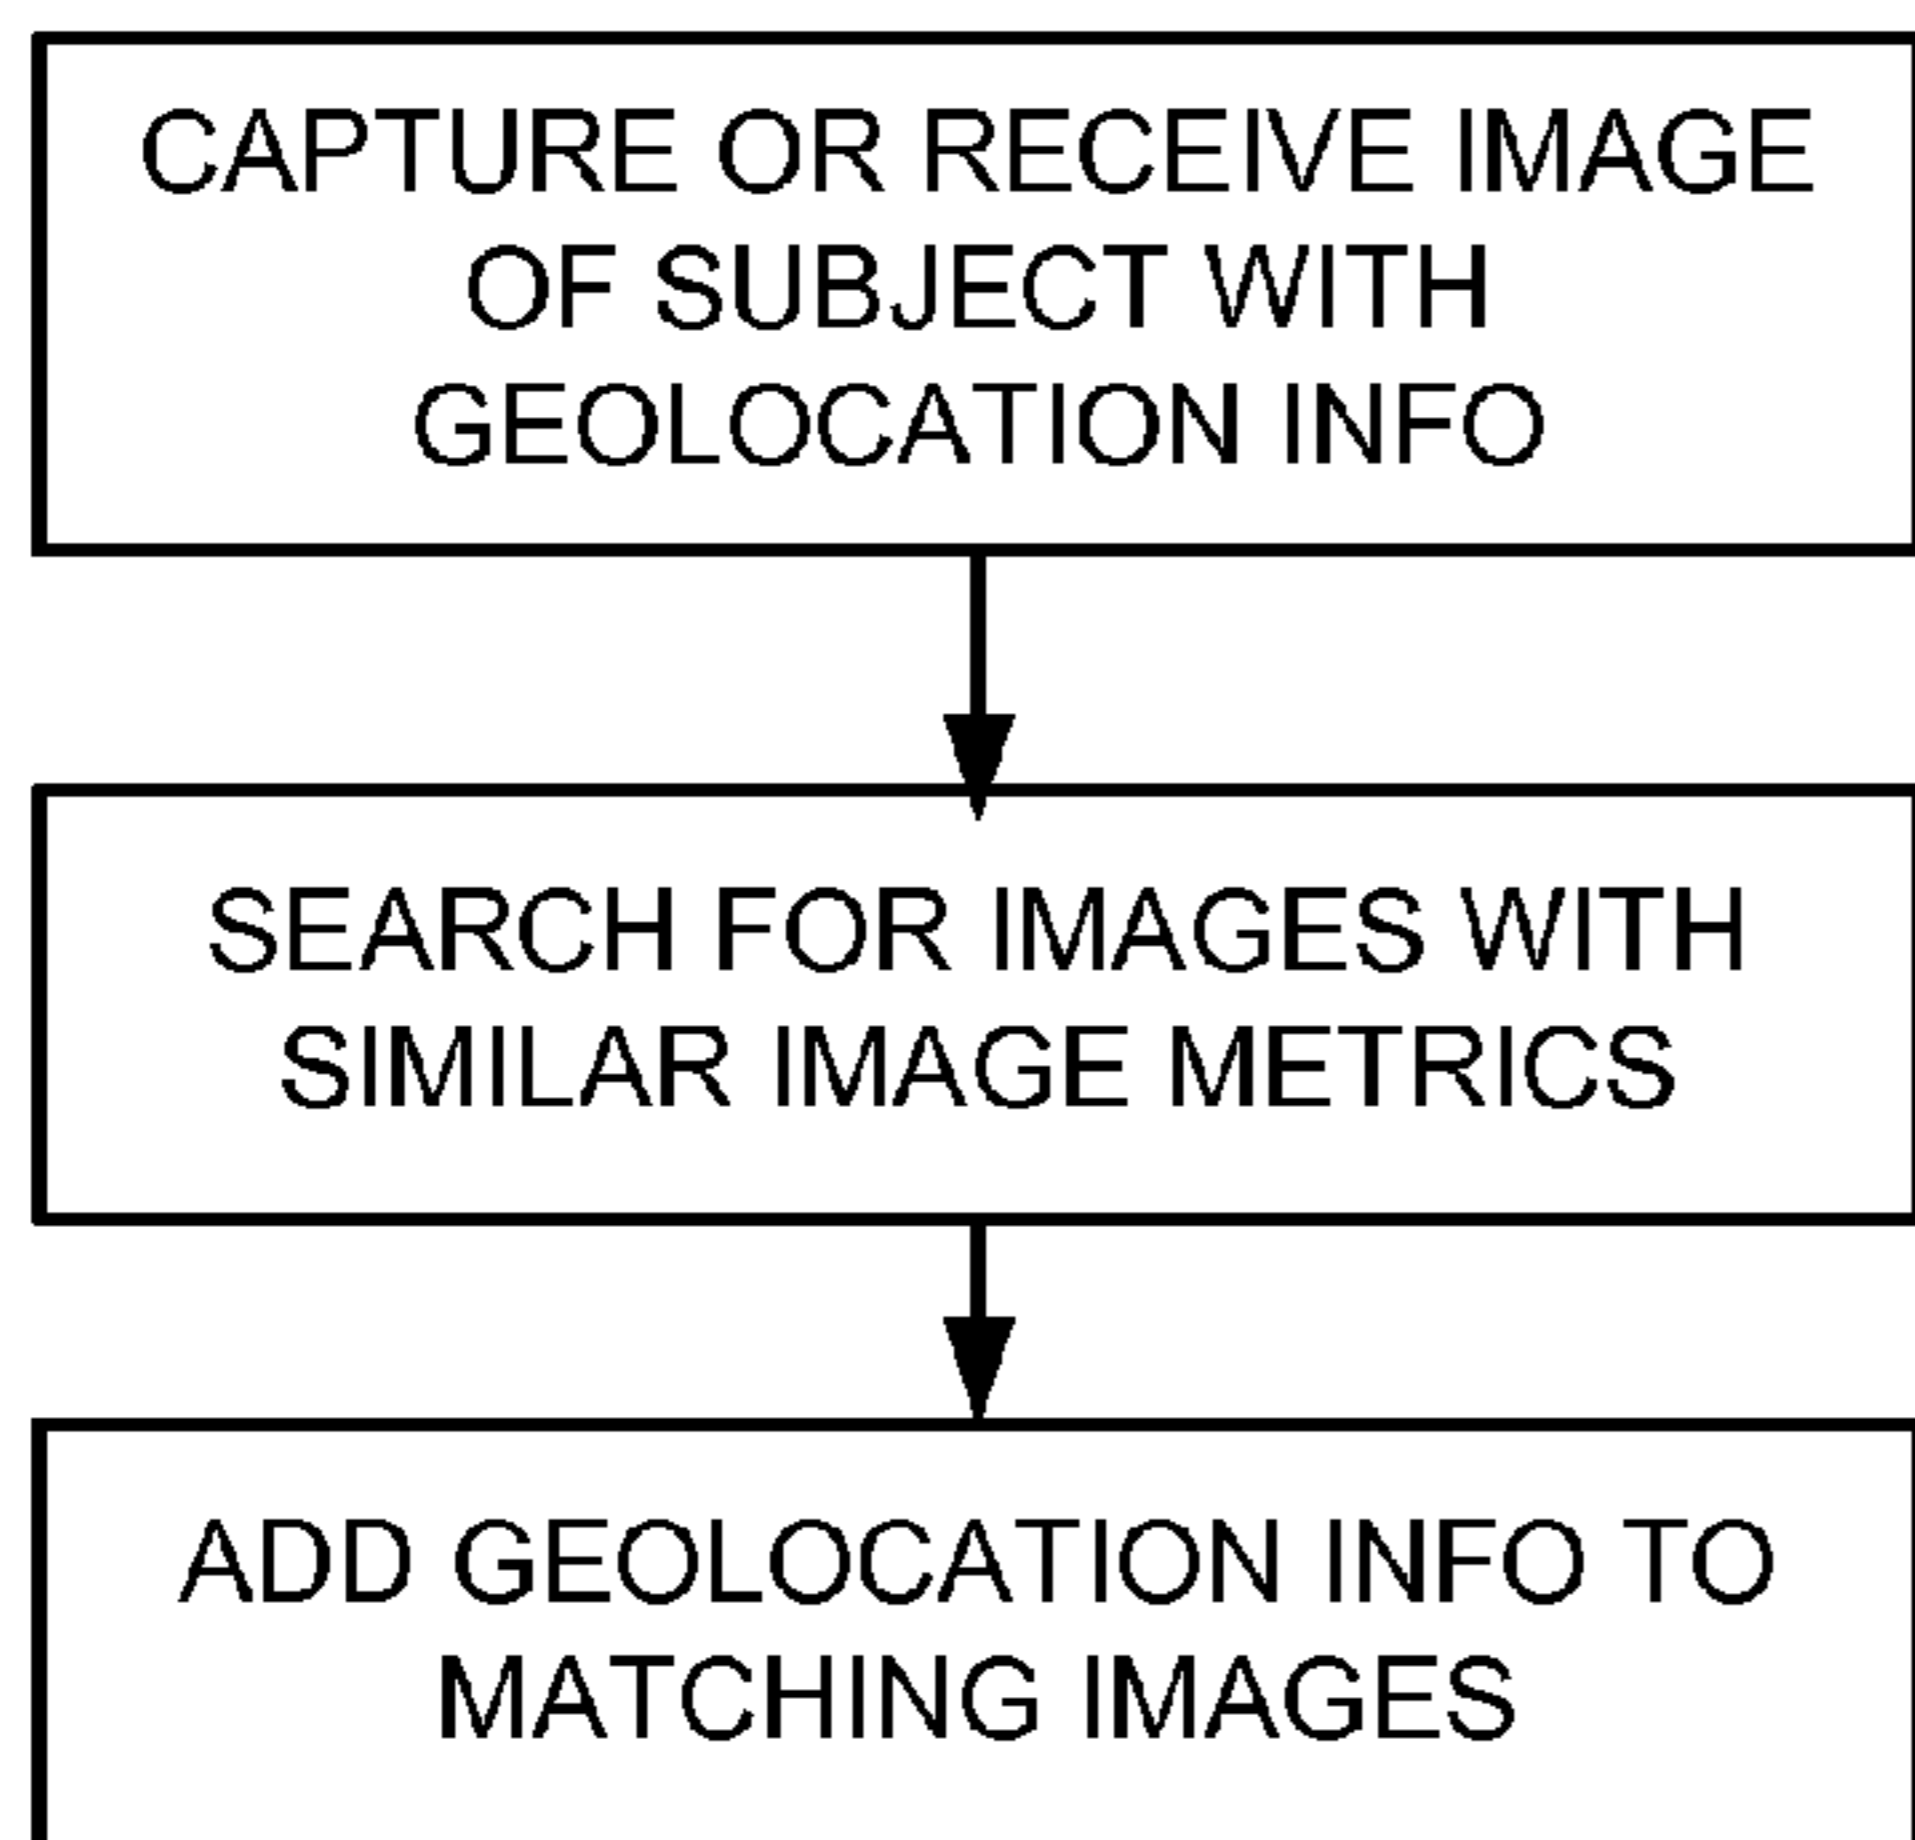 CAPTURE OR RECEIVE IMAGE
OF SUBJECT WITH
GEOLOCATION INFO
SEARCH FOR IMAGES WITH
SIMILAR IMAGE METRICS
ADD GEOLOCATION INFO TO
MATCHING IMAGES